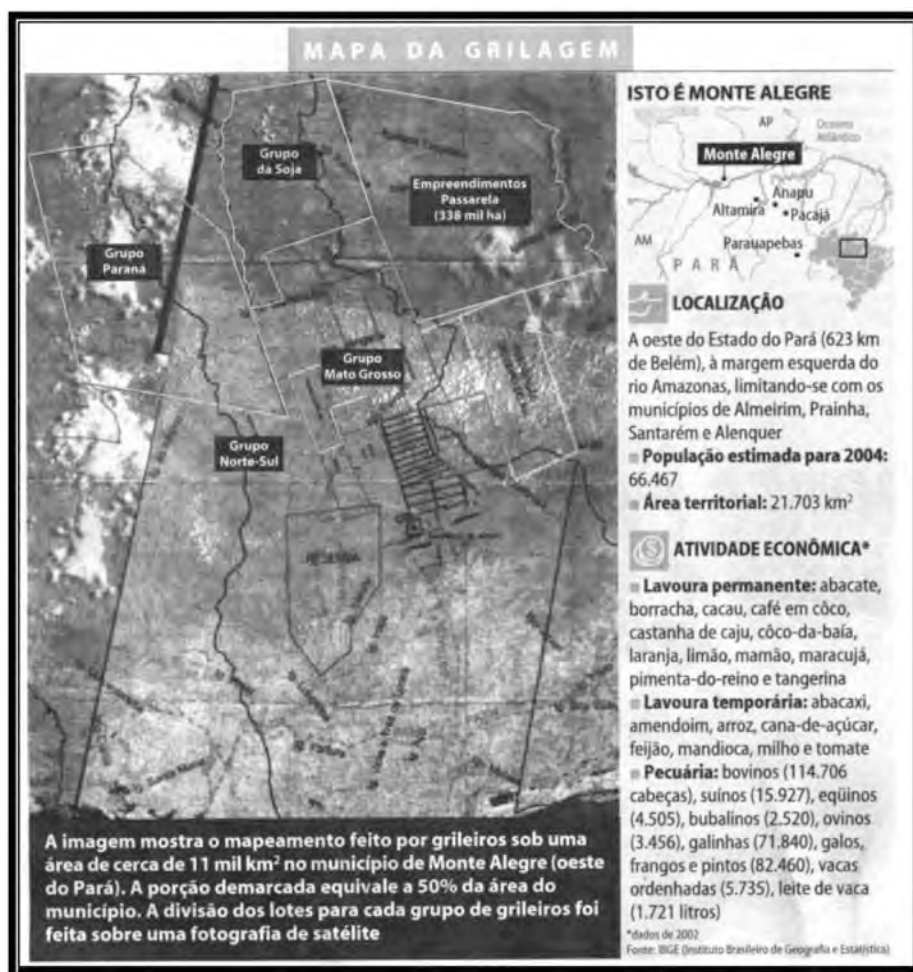 MAPA DA GRILAGEM
Grupo
da Soja
Empreendimentos
Passarela
(338 mil ha)
Grupo
Paraná
Grupo
Mato Grosso
Grupo
Norte-Sul
A imagem mostra o mapeamento feito por grileiros sob uma
área de cerca de 11 mil km² no município de Monte Alegre (oeste
do Pará). A porção demarcada equivale a 50% da área do
município. A divisão dos lotes para cada grupo de grileiros foi
feita sobre uma fotografia de satélite
ISTO É MONTE ALEGRE
AP
Oceano
Atlântico
Monte Alegre
Anapu
Altamira
Pacajá
AM
Parauapebas
PARÁ
LOCALIZAÇÃO
A oeste do Estado do Pará (623 km
de Belém), à margem esquerda do
rio Amazonas, limitando-se com os
municípios de Almeirim, Prainha,
Santarém e Alenquer
População estimada para 2004:
66.467
Área territorial: 21.703 km²
ATIVIDADE ECONÔMICA*
Lavoura permanente: abacate,
borracha, cacau, café em côco,
castanha de caju, côco-da-baía,
laranja, limão, mamão, maracujá,
pimenta-do-reino e tangerina
Lavoura temporária: abacaxi,
amendoim, arroz, cana-de-açúcar,
feijão, mandioca, milho e tomate
Pecuária: bovinos (114.706
cabeças), suínos (15.927), eqüinos
(4.505), bubalinos (2.520), ovinos
(3.456), galinhas (71.840), galos,
frangos e pintos (82.460), vacas
ordenhadas (5.735), leite de vaca
(1.721 litros)
*dados de 2002
Fonte: IBGE (Instituto Brasileiro de Geografia e Estatística)